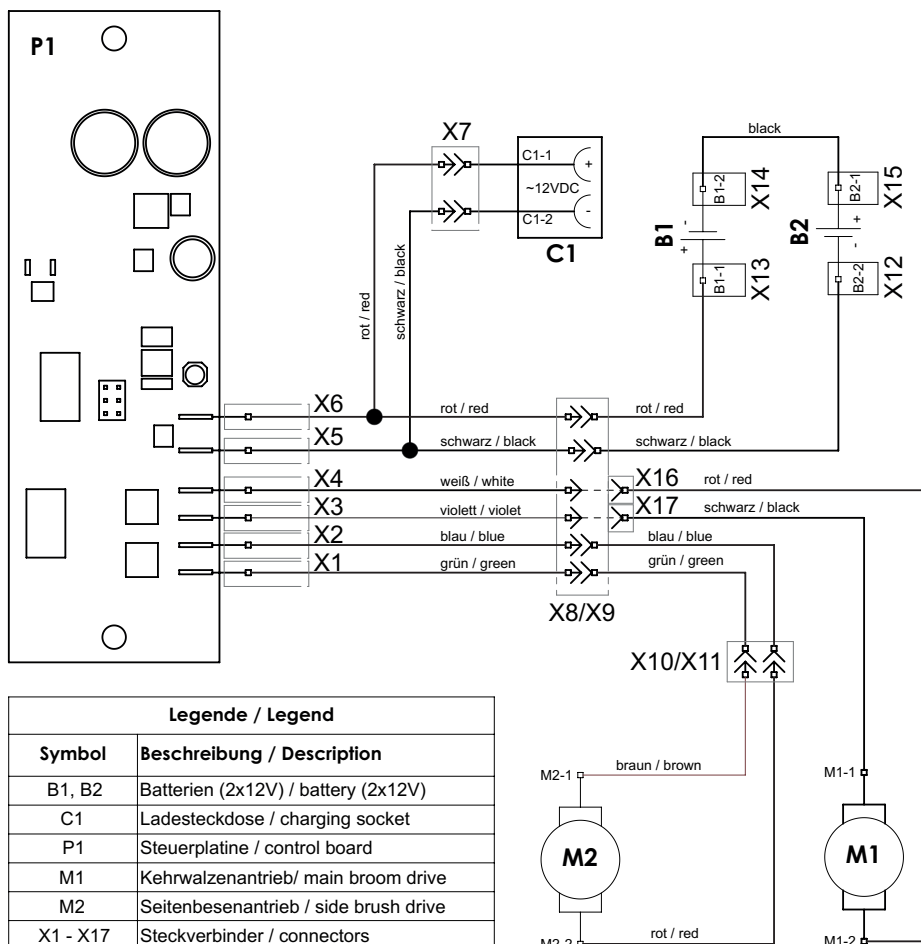 P1
X7
C1-1
+
~12VDC
-
C1-2
C1
rot / red
schwarz / black
black
B1-2
X14
B2-1
X15
B1
-
+
B2
+
-
B1-1
X13
B2-2
X12
X6
rot / red
rot / red
X5
schwarz / black
schwarz / black
X4
weiß / white
X16
rot / red
X3
violett / violet
X17
schwarz / black
X2
blau / blue
blau / blue
X1
grün / green
grün / green
X8/X9
X10/X11
Legende / Legend
Symbol Beschreibung / Description
B1, B2 Batterien (2x12V) / battery (2x12V)
C1 Ladesteckdose / charging socket
P1 Steuerplatine / control board
M1 Kehrwalzenantrieb/ main broom drive
M2 Seitenbesenantrieb / side brush drive
X1 - X17 Steckverbinder / connectors
M2-1
braun / brown
M1-1
M2
M1
M2-2
rot / red
M1-2